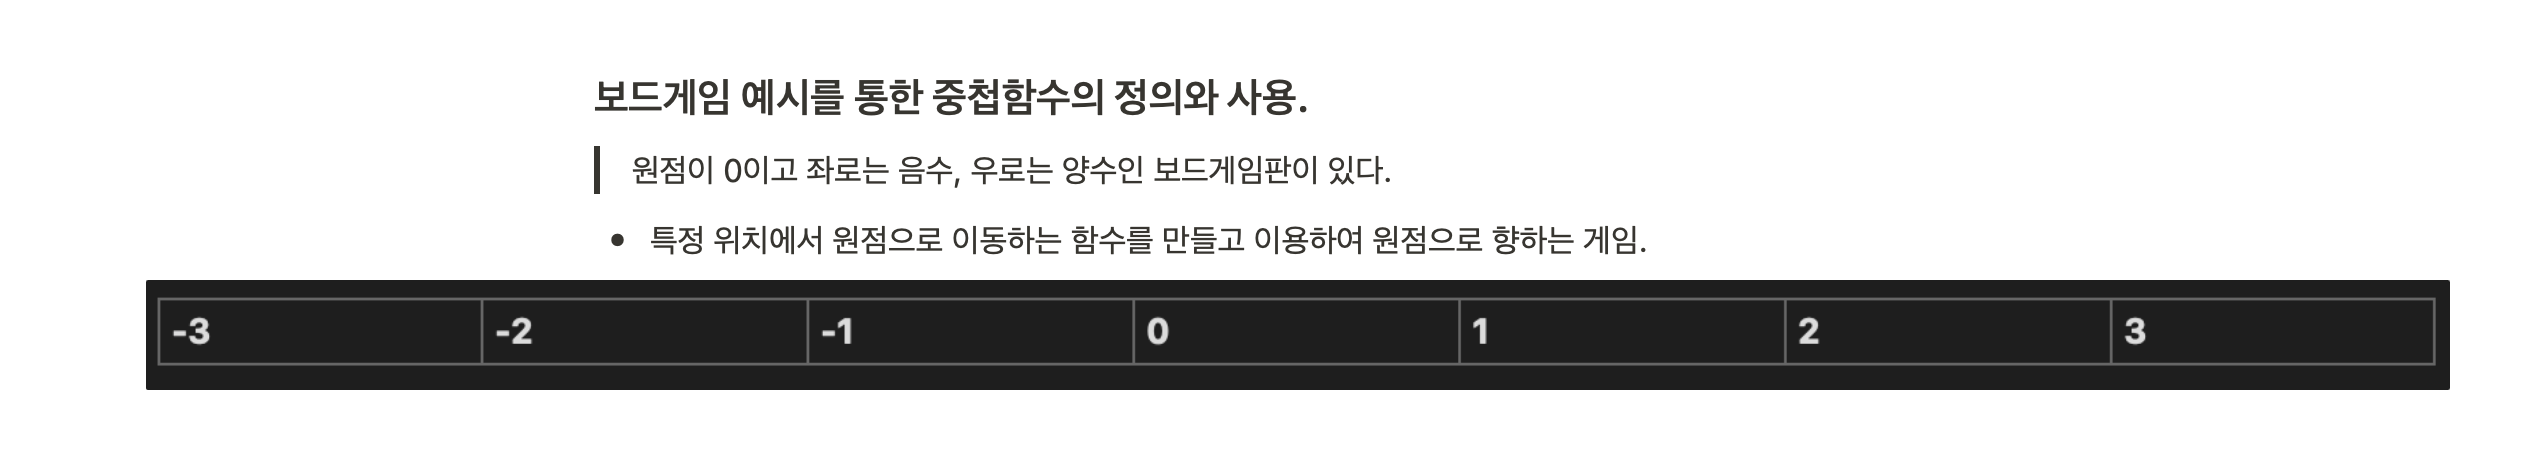 보드게임 예시를 통한 중첩함수의 정의와 사용.
원점이 0이고 좌로는 음수, 우로는 양수인 보드게임판이 있다.
• 특정 위치에서 원점으로 이동하는 함수를 만들고 이용하여 원점으로 향하는 게임.
-3 -2 -1 0 1 2 3